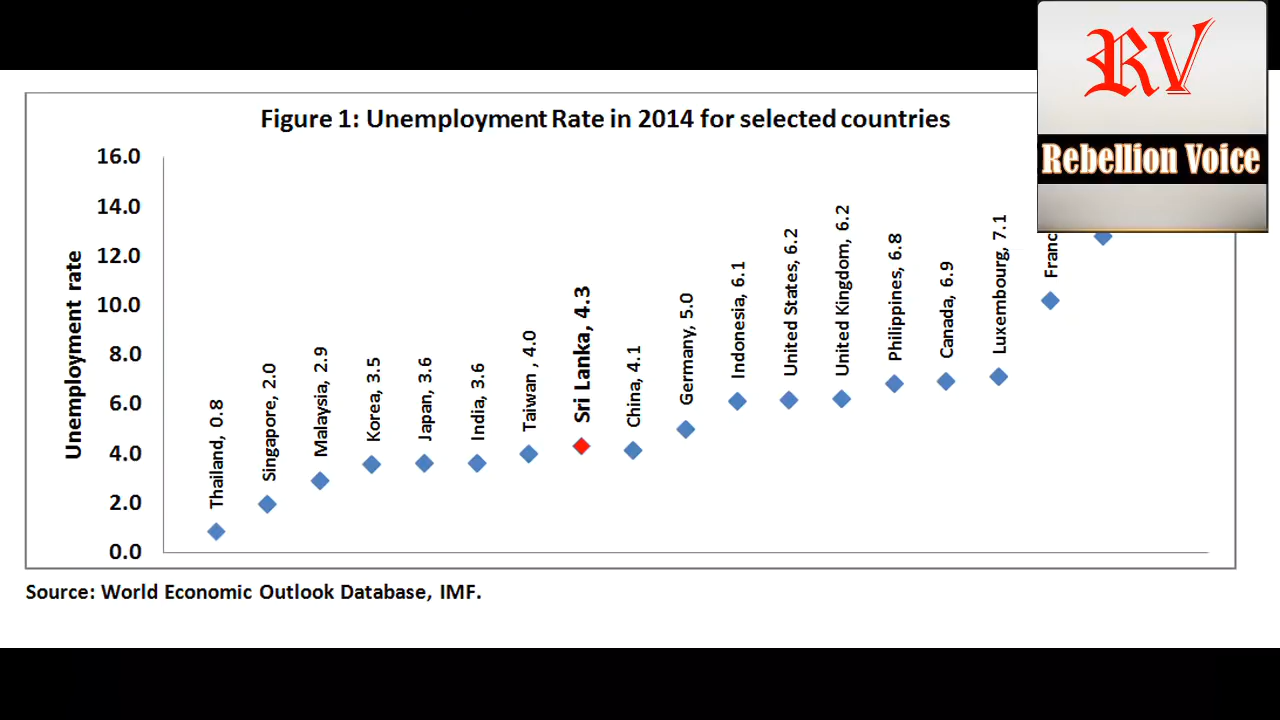 RV
Rebellion Voice
Figure 1: Unemployment Rate in 2014 for selected countries
Unemployment rate
16.0
14.0
12.0
10.0
8.0
6.0
4.0
2.0
0.0
Thailand, 0.8
Singapore, 2.0
Malaysia, 2.9
Korea, 3.5
Japan, 3.6
India, 3.6
Taiwan , 4.0
Sri Lanka, 4.3
China, 4.1
Germany, 5.0
Indonesia, 6.1
United States, 6.2
United Kingdom, 6.2
Philippines, 6.8
Canada, 6.9
Luxembourg, 7.1
Source: World Economic Outlook Database, IMF.